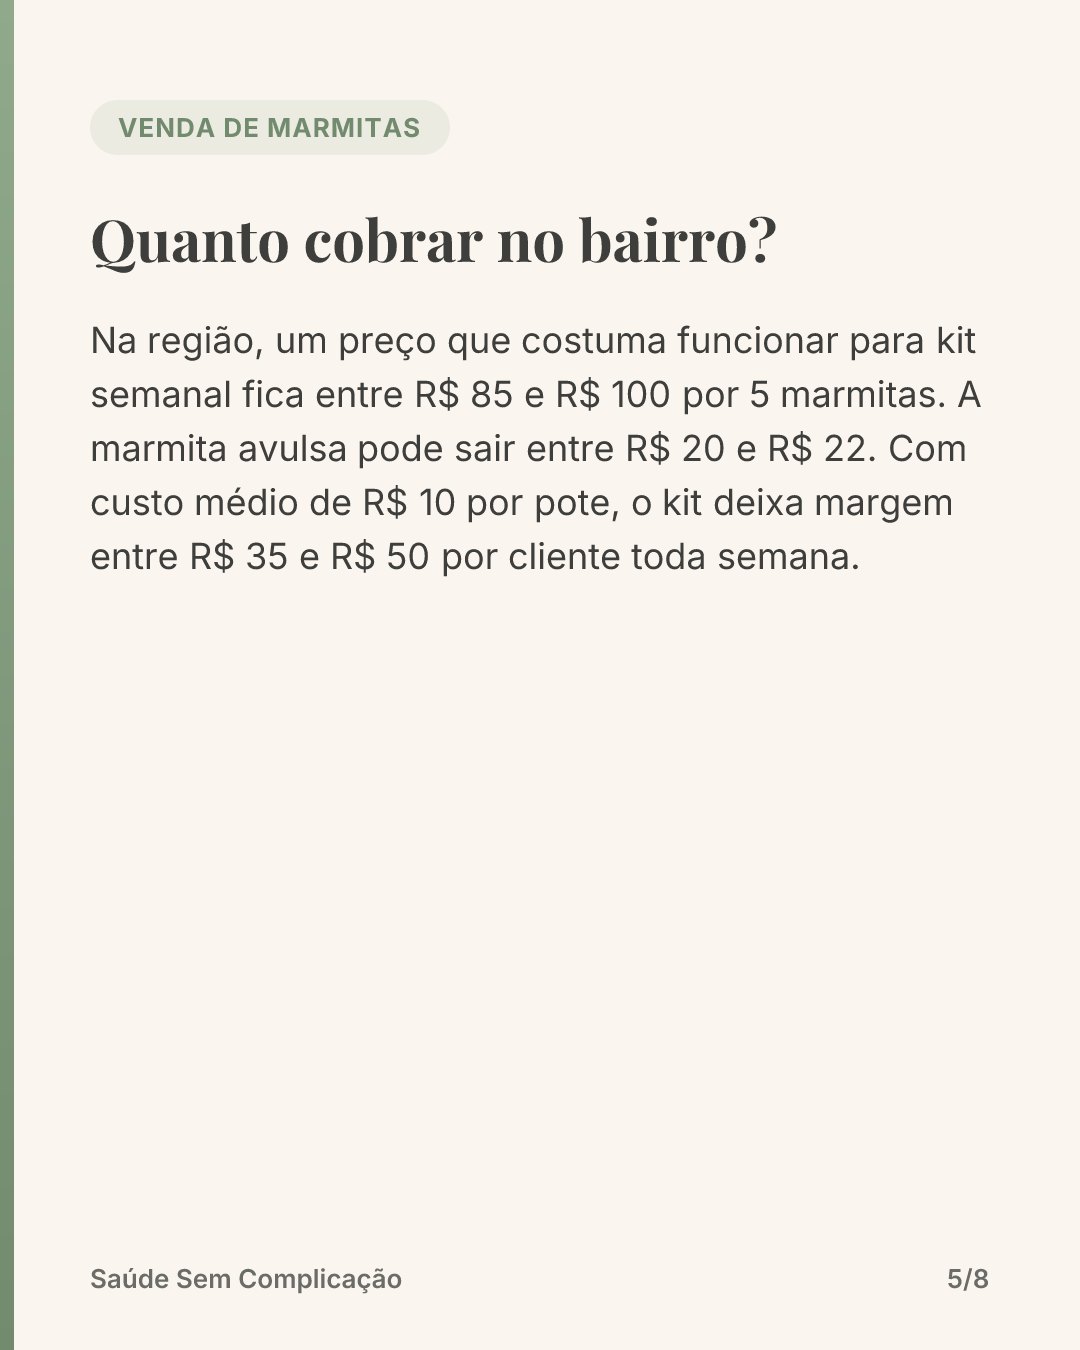 VENDA DE MARMITAS
Quanto cobrar no bairro?
Na região, um preço que costuma funcionar para kit
semanal fica entre R$ 85 e R$ 100 por 5 marmitas. A
marmita avulsa pode sair entre R$ 20 e R$ 22. Com
custo médio de R$ 10 por pote, o kit deixa margem
entre R$ 35 e R$ 50 por cliente toda semana.
Saúde Sem Complicação
5/8